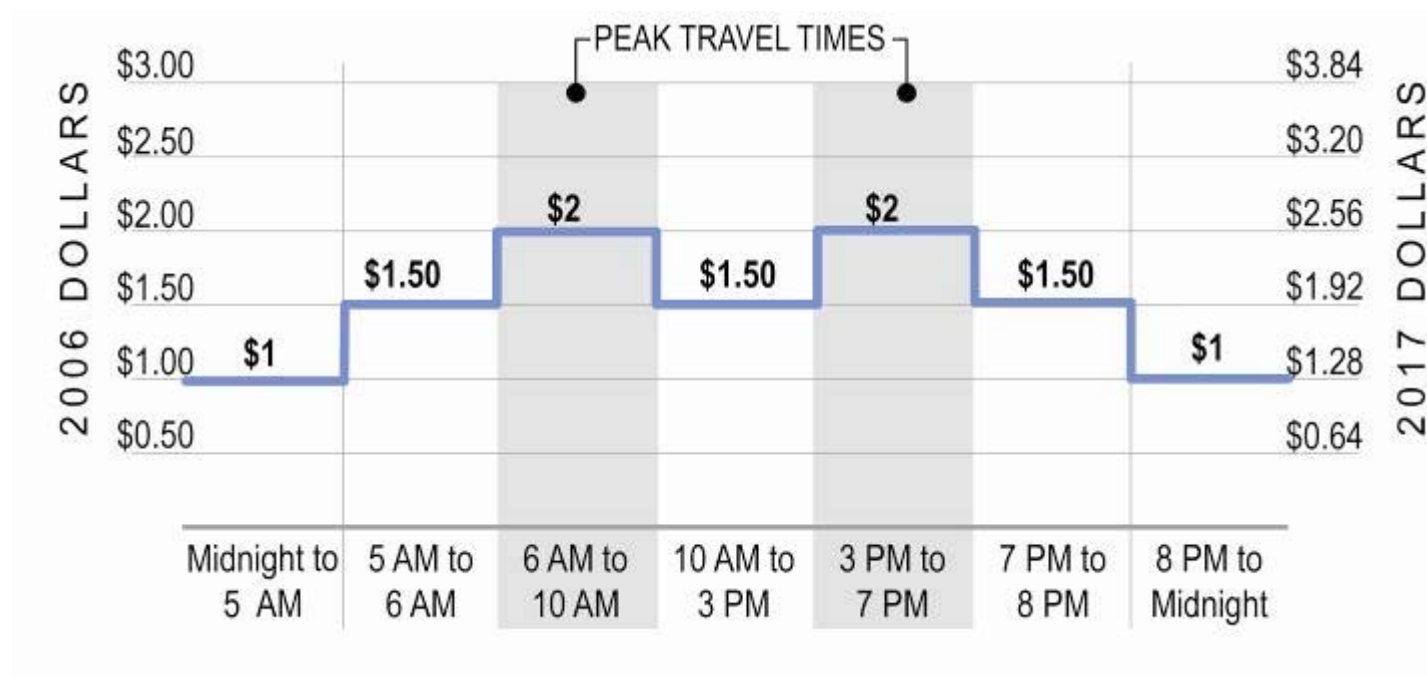 PEAK TRAVEL TIMES
2006 DOLLARS
$3.00
$2.50
$2.00
$1.50
$1.00
$0.50
$1
$1.50
$2
$1.50
$2
$1.50
$1
$3.84
$3.20
$2.56
$1.92
$1.28
$0.64
2017 DOLLARS
Midnight to
5 AM
5 AM to
6 AM
6 AM to
10 AM
10 AM to
3 PM
3 PM to
7 PM
7 PM to
8 PM
8 PM to
Midnight